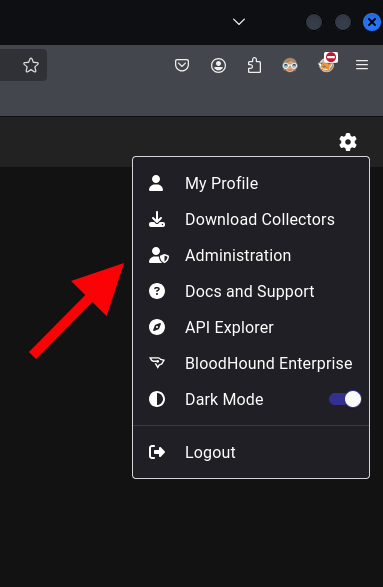 My Profile
Download Collectors
Administration
Docs and Support
API Explorer
BloodHound Enterprise
Dark Mode
Logout